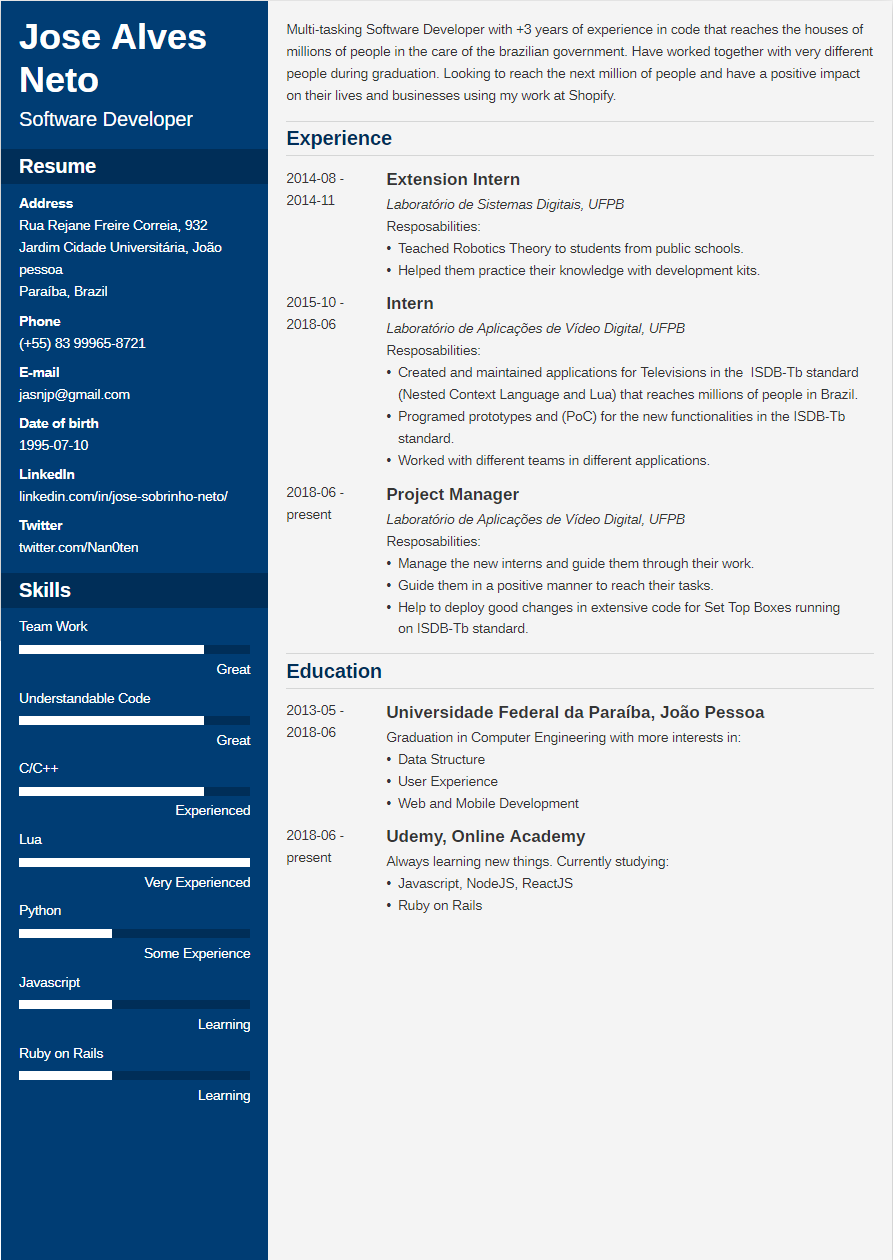 Jose Alves
Neto
Software Developer
Resume
Address
Rua Rejane Freire Correia, 932
Jardim Cidade Universitária, João
pessoa
Paraíba, Brazil
Phone
(+55) 83 99965-8721
E-mail
jasnjp@gmail.com
Date of birth
1995-07-10
LinkedIn
linkedin.com/in/jose-sobrinho-neto/
Twitter
twitter.com/Nan0ten
Skills
Team Work
Great
Understandable Code
Great
C/C++
Experienced
Lua
Very Experienced
Python
Some Experience
Javascript
Learning
Ruby on Rails
Learning
Multi-tasking Software Developer with +3 years of experience in code that reaches the houses of
millions of people in the care of the brazilian government. Have worked together with very different
people during graduation. Looking to reach the next million of people and have a positive impact
on their lives and businesses using my work at Shopify.
Experience
2014-08 -
2014-11
Extension Intern
Laboratório de Sistemas Digitais, UFPB
Resposabilities:
• Teached Robotics Theory to students from public schools.
• Helped them practice their knowledge with development kits.
2015-10 -
2018-06
Intern
Laboratório de Aplicações de Vídeo Digital, UFPB
Resposabilities:
• Created and maintained applications for Televisions in the  ISDB-Tb standard
(Nested Context Language and Lua) that reaches millions of people in Brazil.
• Programed prototypes and (PoC) for the new functionalities in the ISDB-Tb
standard.
• Worked with different teams in different applications.
2018-06 -
present
Project Manager
Laboratório de Aplicações de Vídeo Digital, UFPB
Resposabilities:
• Manage the new interns and guide them through their work.
• Guide them in a positive manner to reach their tasks.
• Help to deploy good changes in extensive code for Set Top Boxes running
on ISDB-Tb standard.
Education
2013-05 -
2018-06
Universidade Federal da Paraíba, João Pessoa
Graduation in Computer Engineering with more interests in:
• Data Structure
• User Experience
• Web and Mobile Development
2018-06 -
present
Udemy, Online Academy
Always learning new things. Currently studying:
• Javascript, NodeJS, ReactJS
• Ruby on Rails